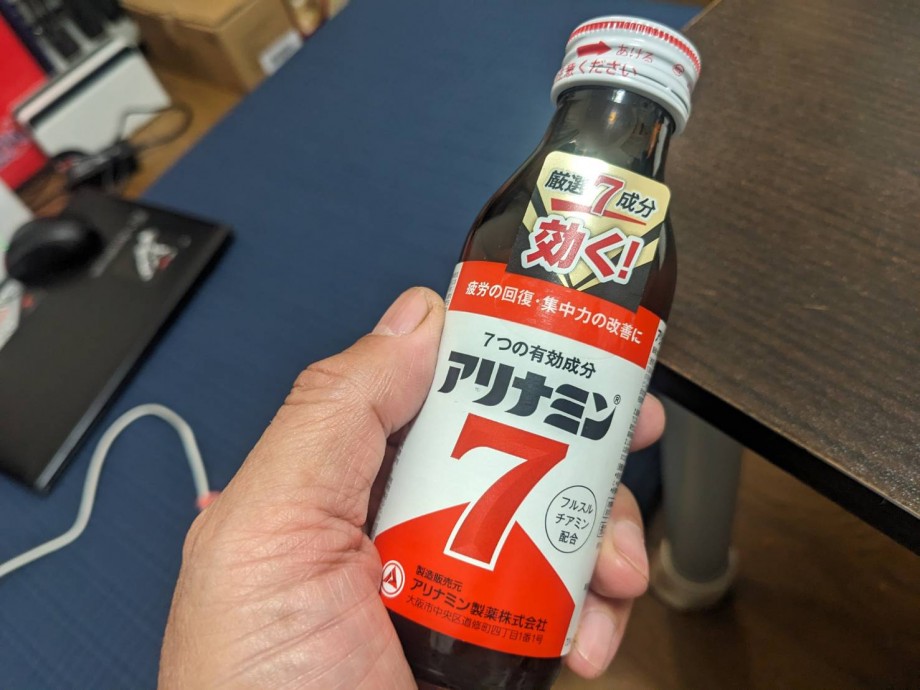 あける
ください
厳選7成分
効く!
疲労の回復・集中力の改善に
7つの有効成分
アリナミン®
7
フルスル
チアミン
配合
製造販売元
アリナミン製薬株式会社
大阪市中央区道修町四丁目1番1号